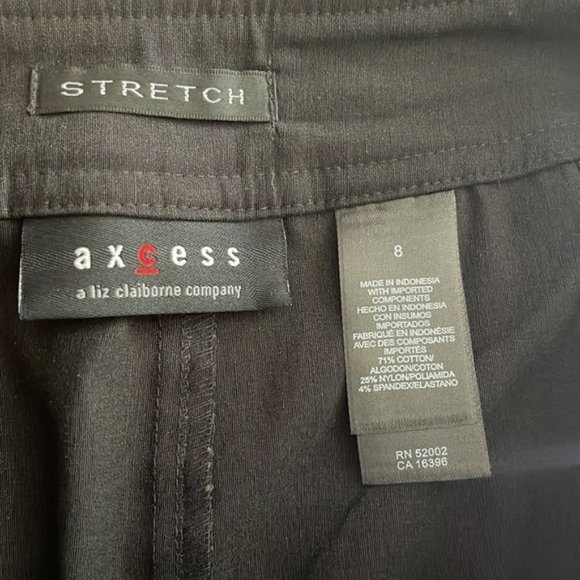 STRETCH
axcess
a liz claiborne company
8
MADE IN INDONESIA
WITH IMPORTED
COMPONENTS
HECHO EN INDONESIA
CON INSUMOS
IMPORTADOS
FABRIQUÉ EN INDONÉSIE
AVEC DES COMPOSANTS
IMPORTÉS
71% COTTON/
ALGODON/COTON
25% NYLON/POLIAMIDA
4% SPANDEX/ELASTANO
RN 52002
CA 16396